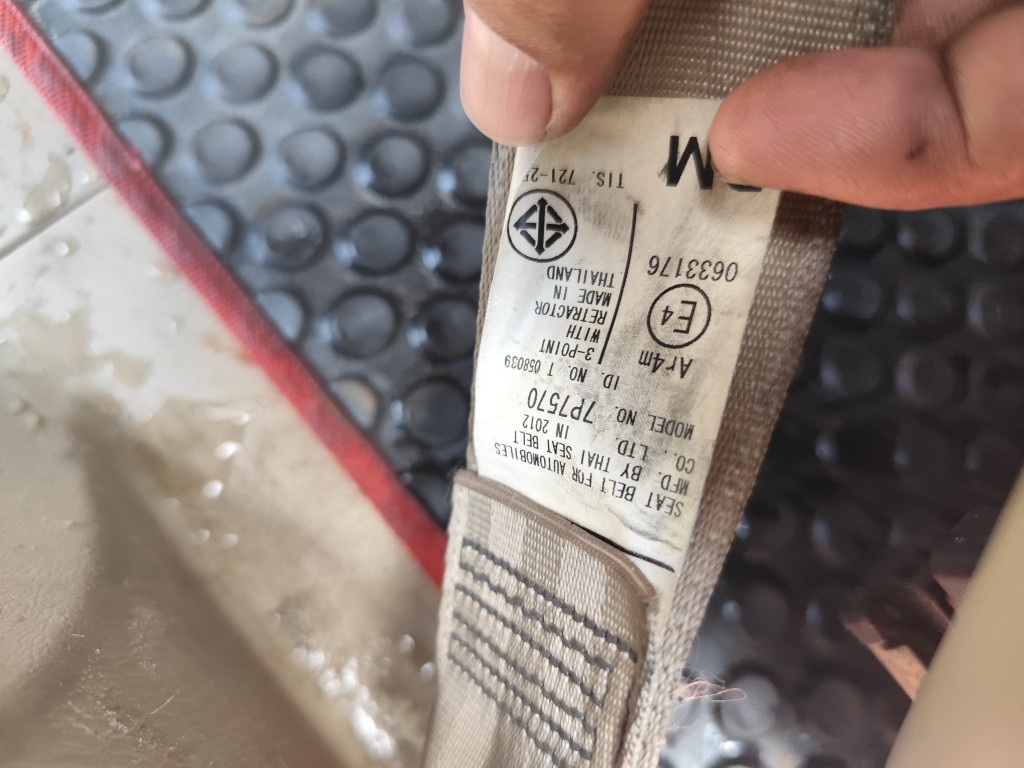 SEAT BELT FOR AUTOMOBILES
MFD. BY THAI SEAT BELT
CO., LTD IN 2012
MODEL NO. 7P7570
ID. NO. T 058039
3-POINT
WITH
RETRACTOR
MADE IN
THAILAND
TIS. 721-25
Ar4m
E4
0633176
M